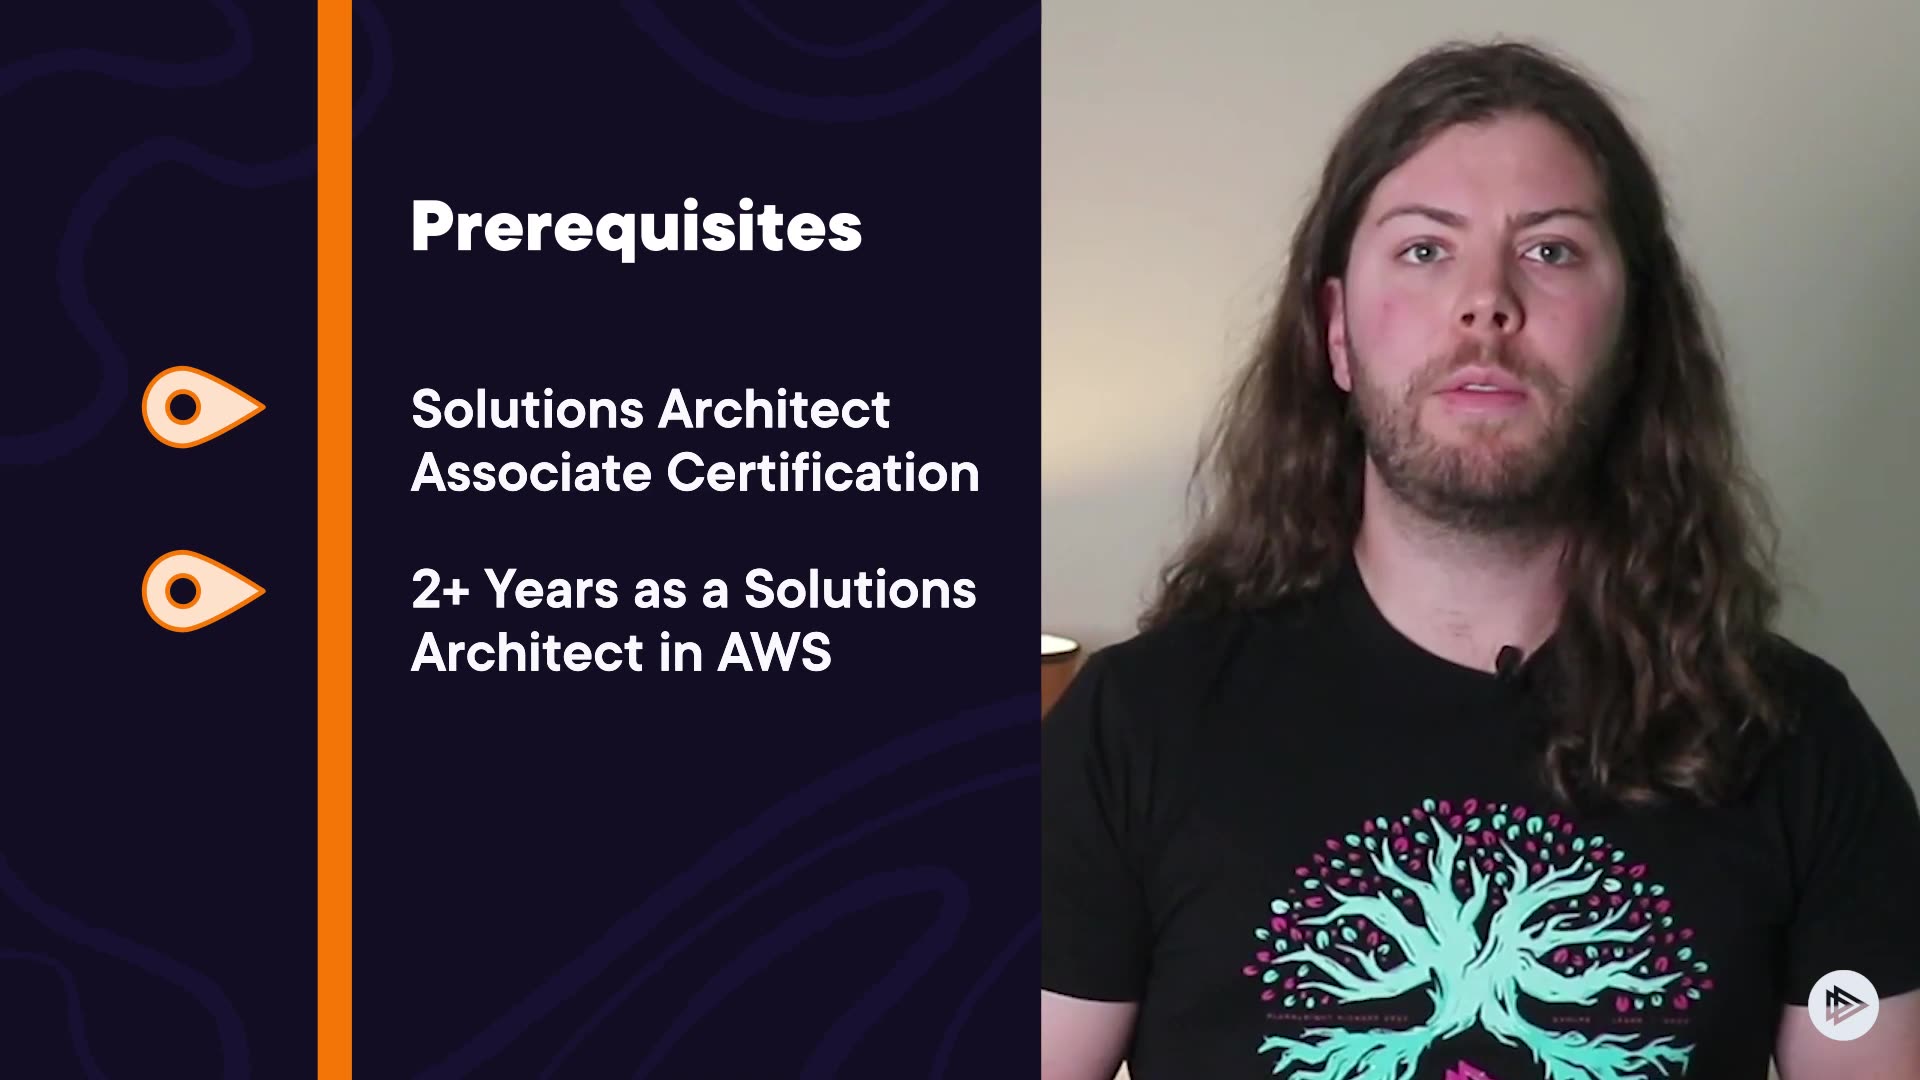 Prerequisites
Solutions Architect
Associate Certification
2+ Years as a Solutions
Architect in AWS